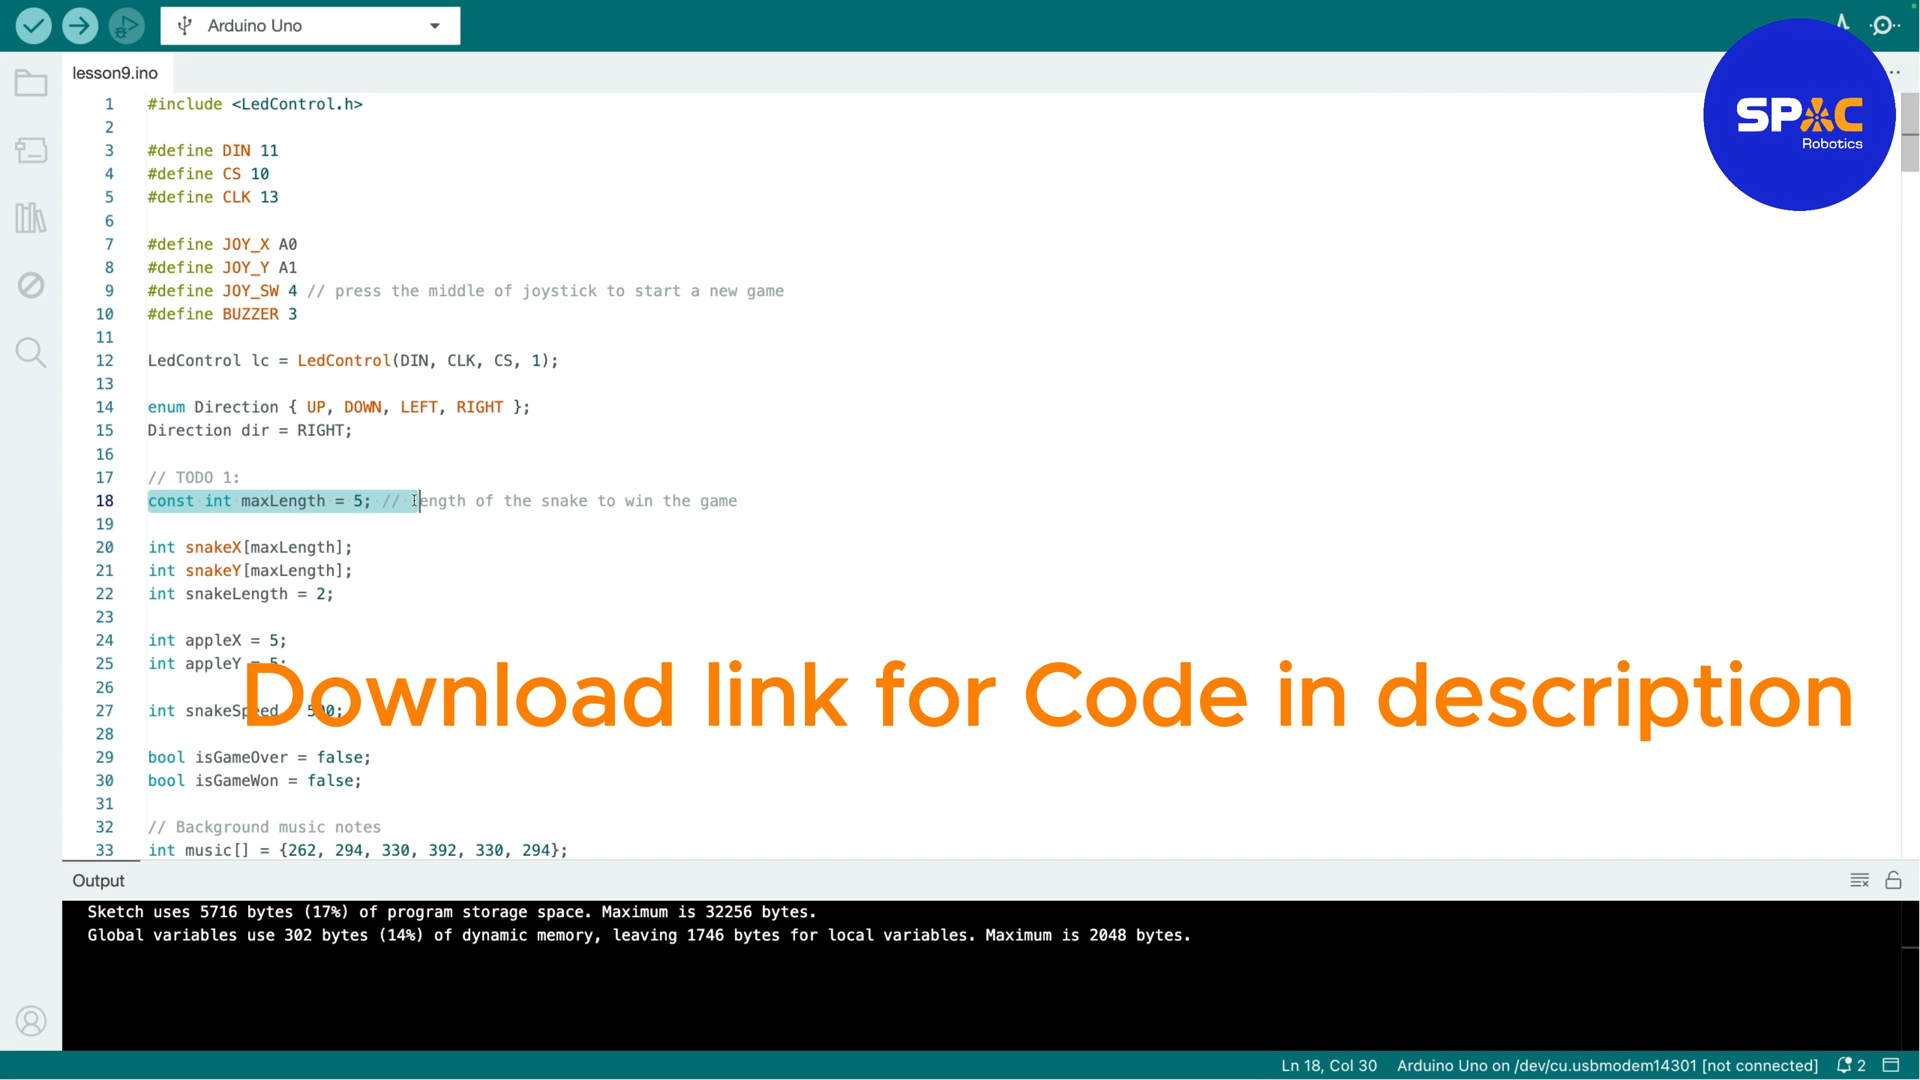 Arduino Uno
lesson9.ino
SPAC
Robotics
1 #include <LedControl.h>
2
3 #define DIN 11
4 #define CS 10
5 #define CLK 13
6
7 #define JOY_X A0
8 #define JOY_Y A1
9 #define JOY_SW 4 // press the middle of joystick to start a new game
10 #define BUZZER 3
11
12 LedControl lc = LedControl(DIN, CLK, CS, 1);
13
14 enum Direction { UP, DOWN, LEFT, RIGHT };
15 Direction dir = RIGHT;
16
17 // TODO 1:
18 const int maxLength = 5; // length of the snake to win the game
19
20 int snakeX[maxLength];
21 int snakeY[maxLength];
22 int snakeLength = 2;
23
24 int appleX = 5;
25 int appleY = 5;
26
27 int snakeSpeed = 500;
28
29 bool isGameOver = false;
30 bool isGameWon = false;
31
32 // Background music notes
33 int music[] = {262, 294, 330, 392, 330, 294};
Download link for Code in description
Output
Sketch uses 5716 bytes (17%) of program storage space. Maximum is 32256 bytes.
Global variables use 302 bytes (14%) of dynamic memory, leaving 1746 bytes for local variables. Maximum is 2048 bytes.
Ln 18, Col 30 Arduino Uno on /dev/cu.usbmodem14301 [not connected] 2